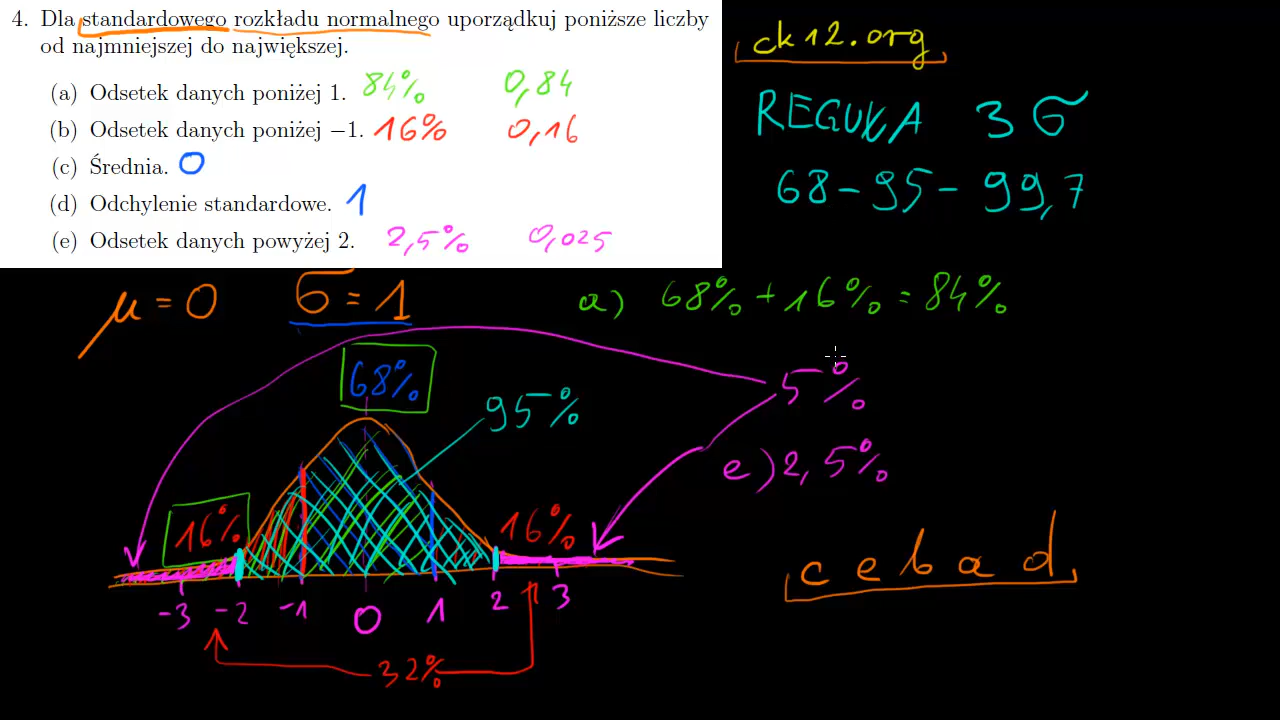 4. Dla standardowego rozkładu normalnego uporządkuj poniższe liczby
od najmniejszej do największej.
(a) Odsetek danych poniżej 1. 84% 0,84
(b) Odsetek danych poniżej −1. 16% 0,16
(c) Średnia. 0
(d) Odchylenie standardowe. 1
(e) Odsetek danych powyżej 2. 2,5% 0,025
ck12.org
REGUŁA 3σ
68 – 95 – 99,7
μ = 0 σ = 1
a) 68% + 16% = 84%
68%
95%
5%
e) 2,5%
16%
16%
-3 -2 -1 0 1 2 3
32%
c e b a d